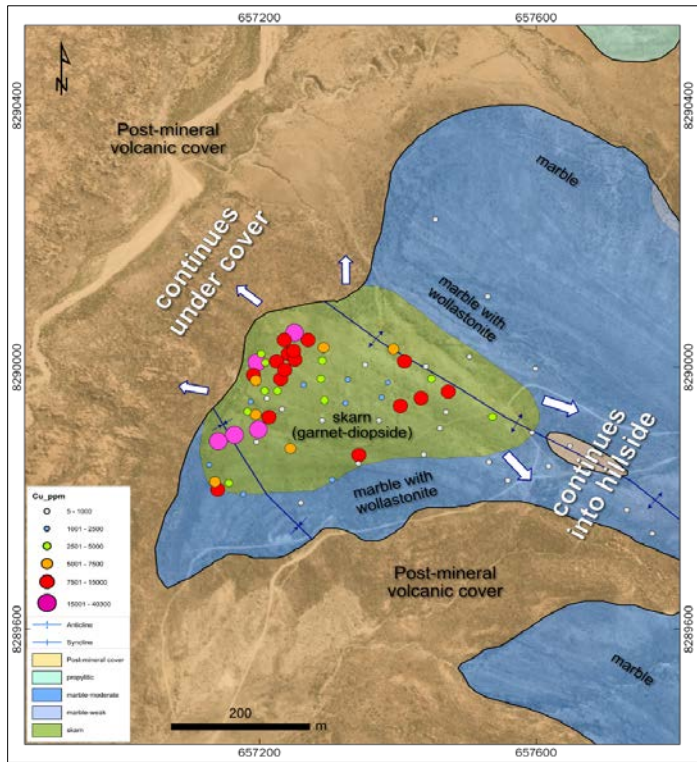 657200
657600
8290400
8290400
Post-mineral
volcanic cover
marble
marble
continues
under cover
marble with
wollastonite
8290000
8290000
skarn
(garnet-diopside)
continues
into hillside
marble with
wollastonite
Post-mineral
volcanic cover
Cu_ppm
5 - 1000
1001 - 2500
2501 - 5000
5001 - 7500
7501 - 15000
15001 - 40000
Anticline
Syncline
Post-mineral cover
propylitic
marble-moderate
marble-weak
skarn
8289600
8289600
marble
200
m
657200
657600
N